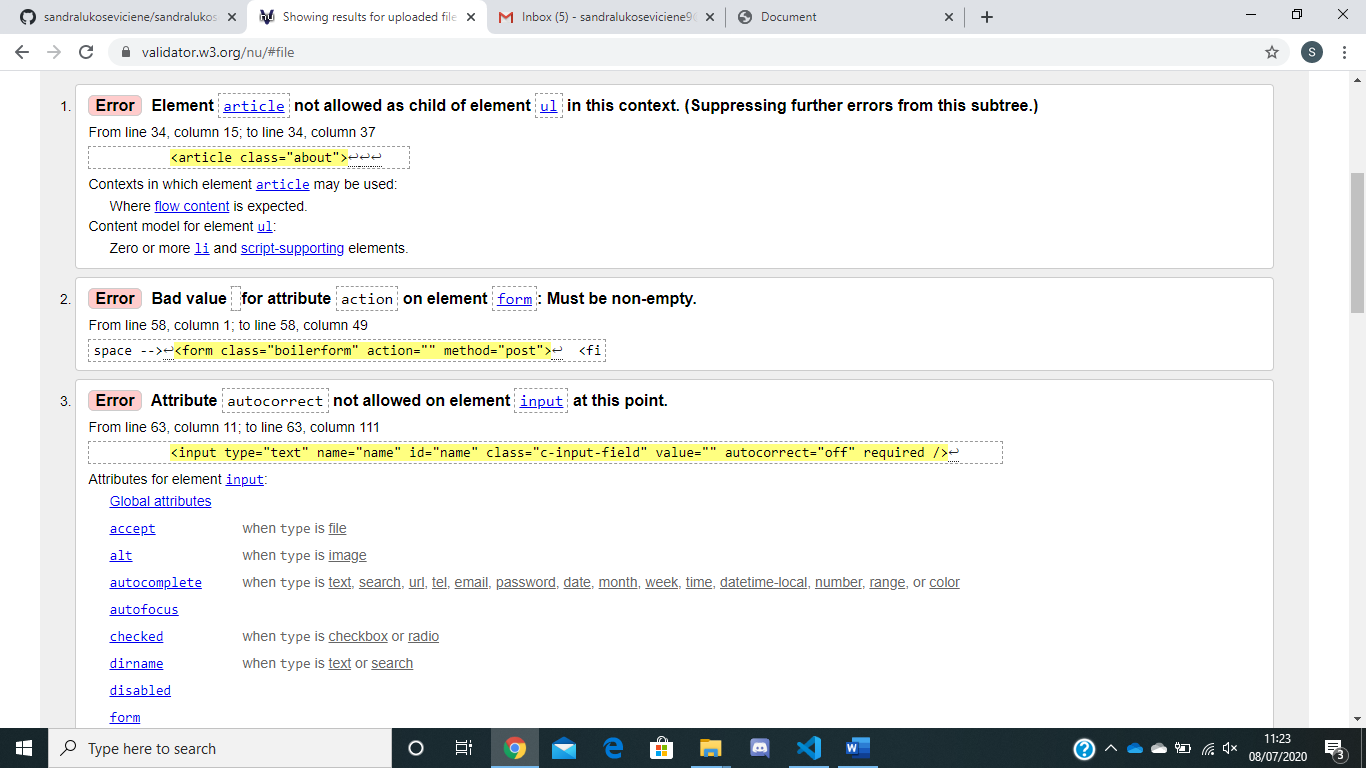 sandralukoseviciene/sandralukos
Showing results for uploaded file
Inbox (5) - sandralukoseviciene90
Document
validator.w3.org/nu/#file
S
1. Error Element article not allowed as child of element ul in this context. (Suppressing further errors from this subtree.)
From line 34, column 15; to line 34, column 37
<article class="about">↩↩↩
Contexts in which element article may be used:
Where flow content is expected.
Content model for element ul:
Zero or more li and script-supporting elements.
2. Error Bad value for attribute action on element form: Must be non-empty.
From line 58, column 1; to line 58, column 49
space -->↩<form class="boilerform" action="" method="post">↩ <fi
3. Error Attribute autocorrect not allowed on element input at this point.
From line 63, column 11; to line 63, column 111
<input type="text" name="name" id="name" class="c-input-field" value="" autocorrect="off" required />↩
Attributes for element input:
Global attributes
accept when type is file
alt when type is image
autocomplete when type is text, search, url, tel, email, password, date, month, week, time, datetime-local, number, range, or color
autofocus
checked when type is checkbox or radio
dirname when type is text or search
disabled
form
Type here to search
11:23
08/07/2020
3